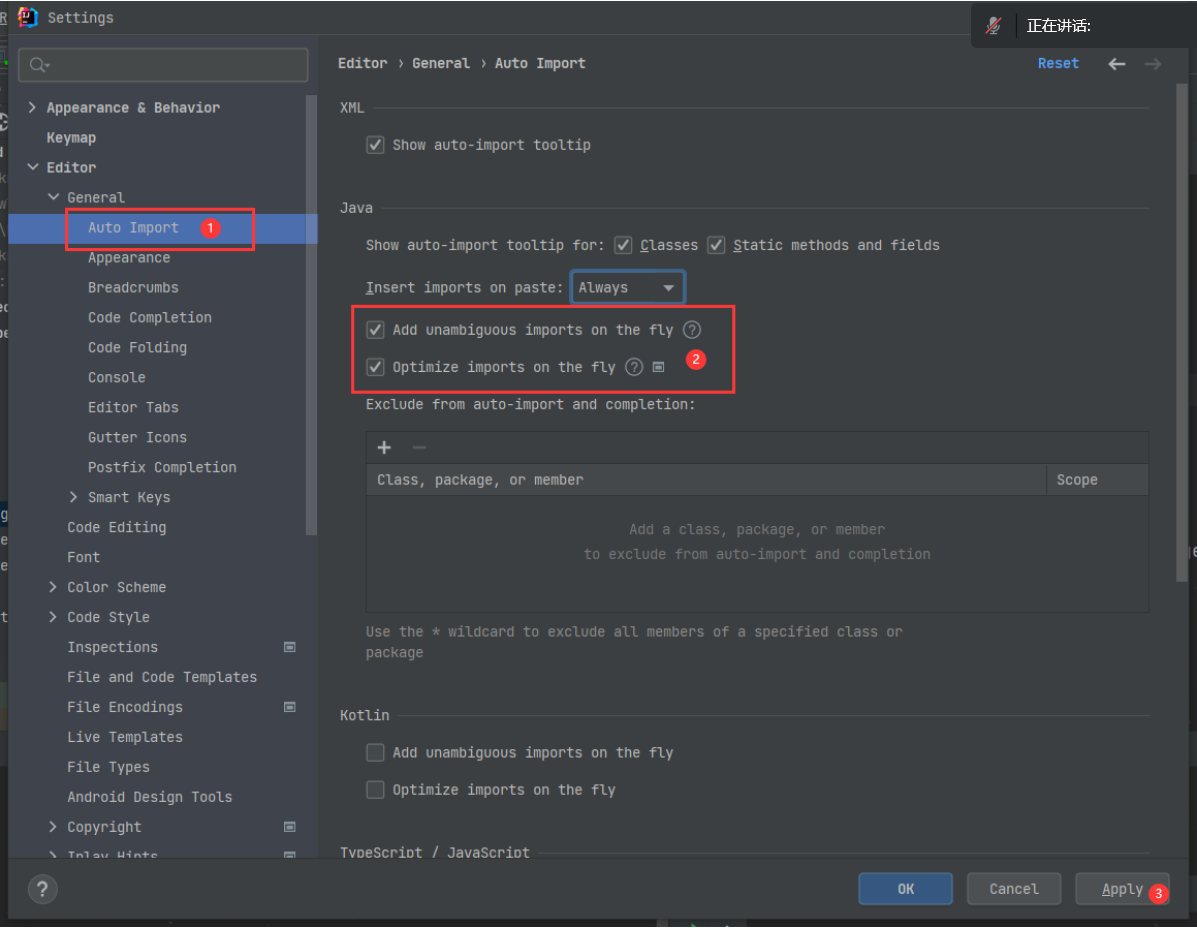 Settings
正在讲话:
Editor › General › Auto Import
Reset
Appearance & Behavior
Keymap
Editor
General
Auto Import 1
Appearance
Breadcrumbs
Code Completion
Code Folding
Console
Editor Tabs
Gutter Icons
Postfix Completion
Smart Keys
Code Editing
Font
Color Scheme
Code Style
Inspections
File and Code Templates
File Encodings
Live Templates
File Types
Android Design Tools
Copyright
Inlay Hints
XML
Show auto-import tooltip
Java
Show auto-import tooltip for: Classes Static methods and fields
Insert imports on paste: Always
Add unambiguous imports on the fly ?
Optimize imports on the fly ? 2
Exclude from auto-import and completion:
+ −
Class, package, or member Scope
Add a class, package, or member
to exclude from auto-import and completion
Use the * wildcard to exclude all members of a specified class or
package
Kotlin
Add unambiguous imports on the fly
Optimize imports on the fly
TypeScript / JavaScript
? OK Cancel Apply 3